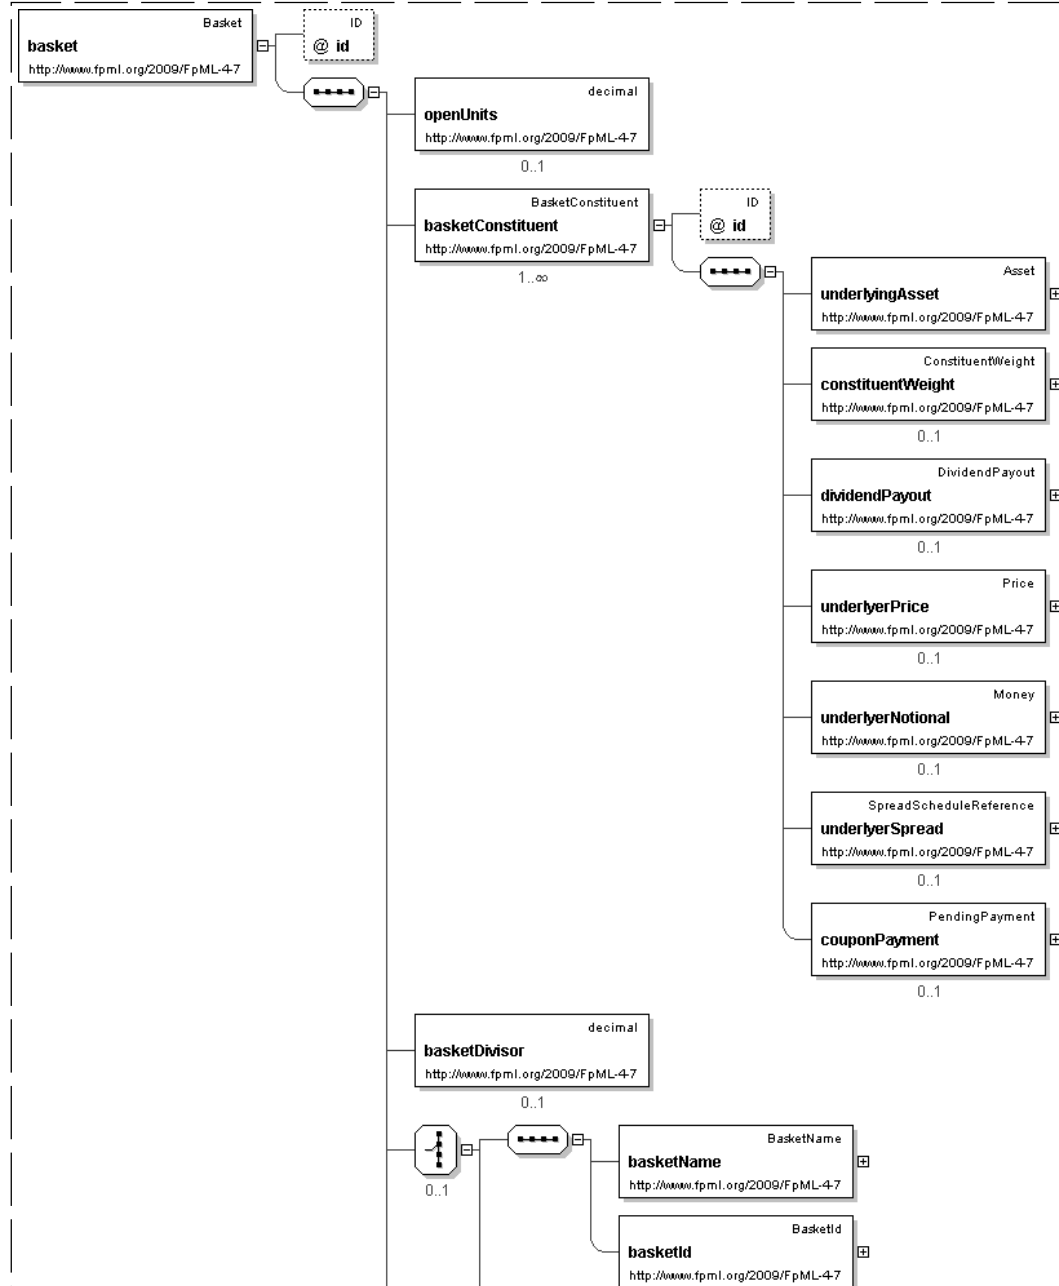 Basket
basket
http://www.fpml.org/2009/FpML-4-7
ID
@ id
decimal
openUnits
http://www.fpml.org/2009/FpML-4-7
0..1
BasketConstituent
basketConstituent
http://www.fpml.org/2009/FpML-4-7
1..∞
ID
@ id
Asset
underlyingAsset
http://www.fpml.org/2009/FpML-4-7
ConstituentWeight
constituentWeight
http://www.fpml.org/2009/FpML-4-7
0..1
DividendPayout
dividendPayout
http://www.fpml.org/2009/FpML-4-7
0..1
Price
underlyerPrice
http://www.fpml.org/2009/FpML-4-7
0..1
Money
underlyerNotional
http://www.fpml.org/2009/FpML-4-7
0..1
SpreadScheduleReference
underlyerSpread
http://www.fpml.org/2009/FpML-4-7
0..1
PendingPayment
couponPayment
http://www.fpml.org/2009/FpML-4-7
0..1
decimal
basketDivisor
http://www.fpml.org/2009/FpML-4-7
0..1
0..1
BasketName
basketName
http://www.fpml.org/2009/FpML-4-7
BasketId
basketId
http://www.fpml.org/2009/FpML-4-7